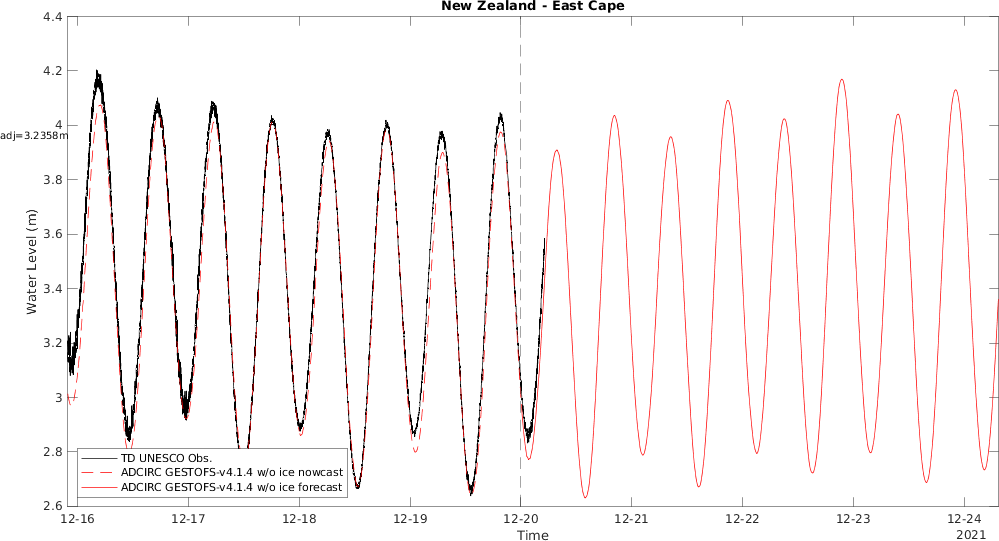 New Zealand - East Cape
4.4
4.2
4
adj=3.2358m
3.8
3.6
3.4
3.2
3
2.8
2.6
Water Level (m)
TD UNESCO Obs.
ADCIRC GESTOFS-v4.1.4 w/o ice nowcast
ADCIRC GESTOFS-v4.1.4 w/o ice forecast
12-16 12-17 12-18 12-19 12-20 12-21 12-22 12-23 12-24
Time
2021